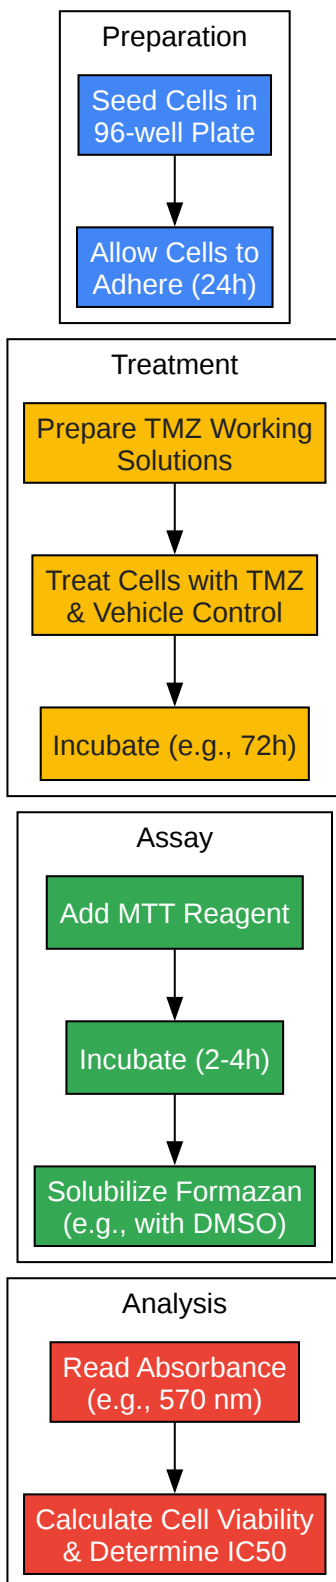 Preparation
Seed Cells in
96-well Plate
Allow Cells to
Adhere (24h)
Treatment
Prepare TMZ Working
Solutions
Treat Cells with TMZ
& Vehicle Control
Incubate (e.g., 72h)
Assay
Add MTT Reagent
Incubate (2-4h)
Solubilize Formazan
(e.g., with DMSO)
Analysis
Read Absorbance
(e.g., 570 nm)
Calculate Cell Viability
& Determine IC50